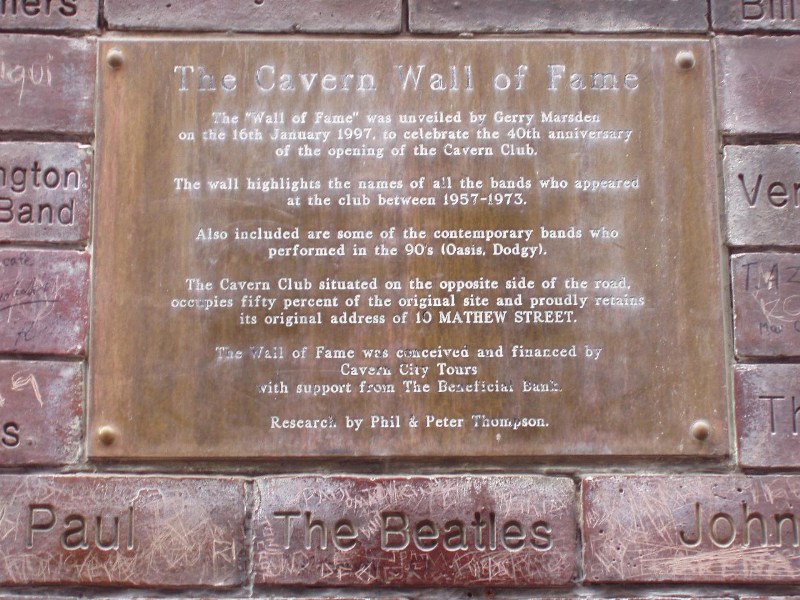 The Cavern Wall of Fame
The "Wall of Fame" was unveiled by Gerry Marsden
on the 16th January 1997, to celebrate the 40th anniversary
of the opening of the Cavern Club.
The wall highlights the names of all the bands who appeared
at the club between 1957-1973.
Also included are some of the contemporary bands who
performed in the 90's (Oasis, Dodgy).
The Cavern Club situated on the opposite side of the road,
occupies fifty percent of the original site and proudly retains
its original address of 10 MATHEW STREET.
The Wall of Fame was conceived and financed by
Cavern City Tours
with support from The Beneficial Bank.
Research by Phil & Peter Thompson.
ngton
Band
Paul
The Beatles
John